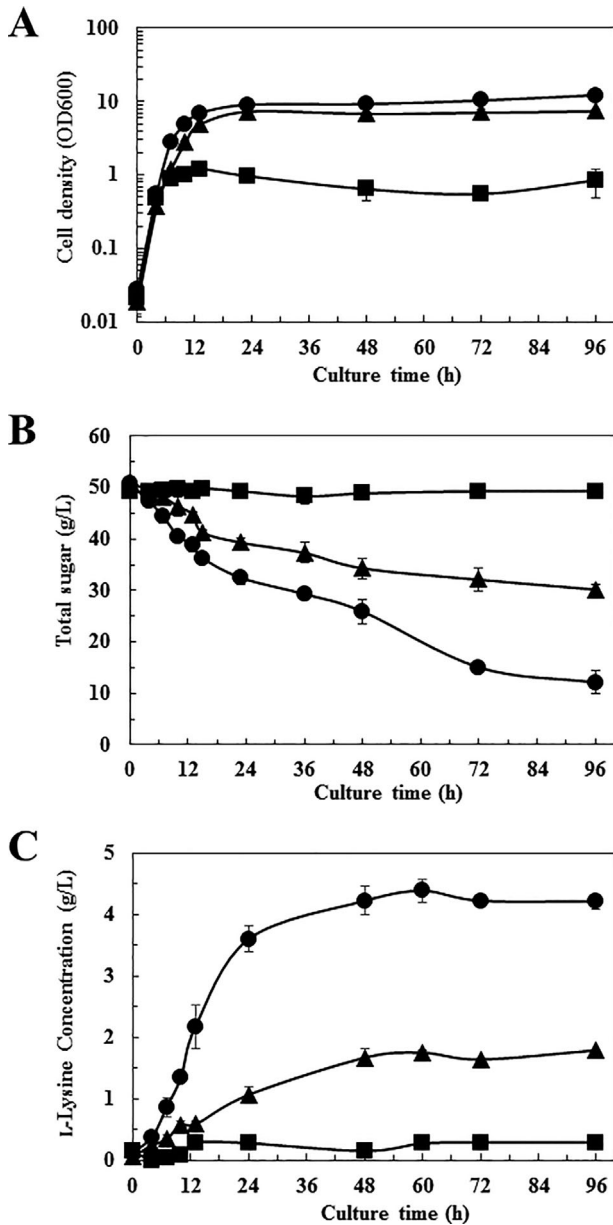 A
Cell density (OD600)
100
10
1
0.1
0.01
0 12 24 36 48 60 72 84 96
Culture time (h)
B
Total sugar (g/L)
60
50
40
30
20
10
0
0 12 24 36 48 60 72 84 96
Culture time (h)
C
L-Lysine Concentration (g/L)
5
4
3
2
1
0
0 12 24 36 48 60 72 84 96
Culture time (h)